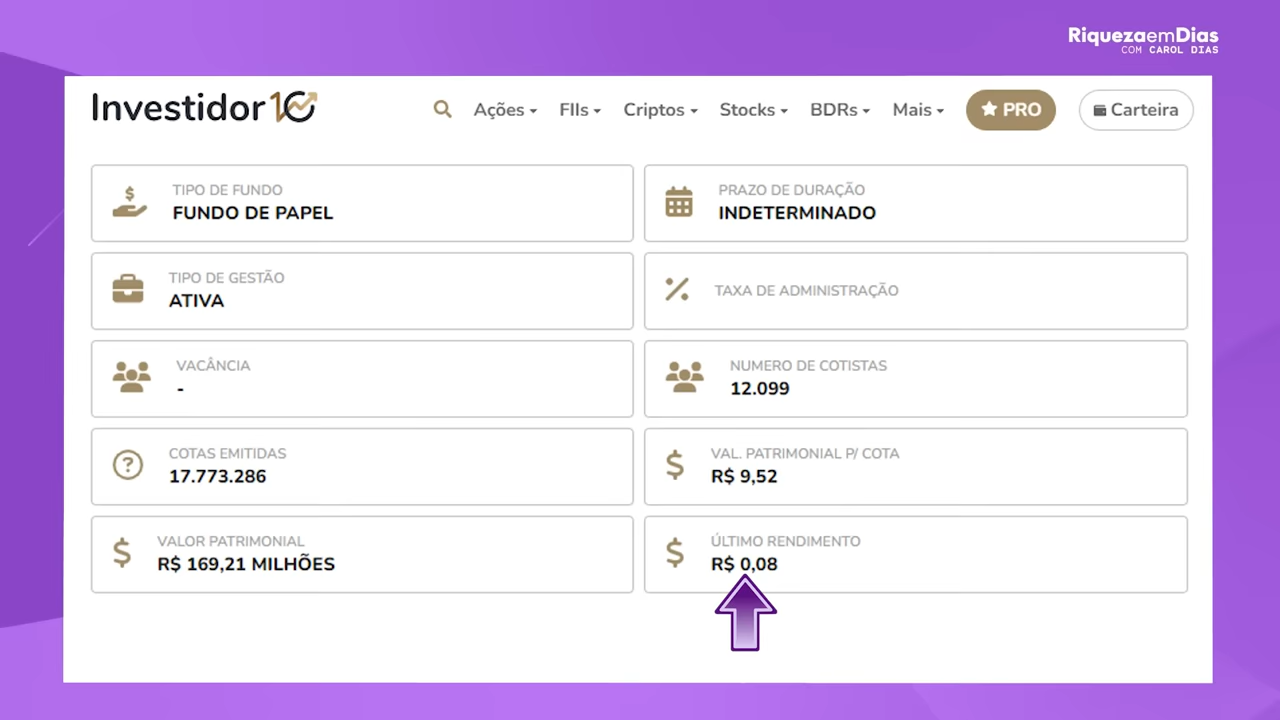 RiquezaemDias
COM CAROL DIAS
Investidor 10
Ações
FIIs
Criptos
Stocks
BDRs
Mais
PRO
Carteira
TIPO DE FUNDO
FUNDO DE PAPEL
PRAZO DE DURAÇÃO
INDETERMINADO
TIPO DE GESTÃO
ATIVA
TAXA DE ADMINISTRAÇÃO
VACÂNCIA
-
NUMERO DE COTISTAS
12.099
COTAS EMITIDAS
17.773.286
VAL. PATRIMONIAL P/ COTA
R$ 9,52
VALOR PATRIMONIAL
R$ 169,21 MILHÕES
ÚLTIMO RENDIMENTO
R$ 0,08